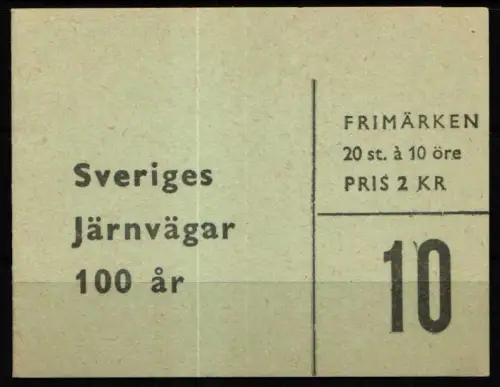 Sveriges
Järnvägar
100 år
FRIMÄRKEN
20 st. à 10 öre
PRIS 2 KR
10